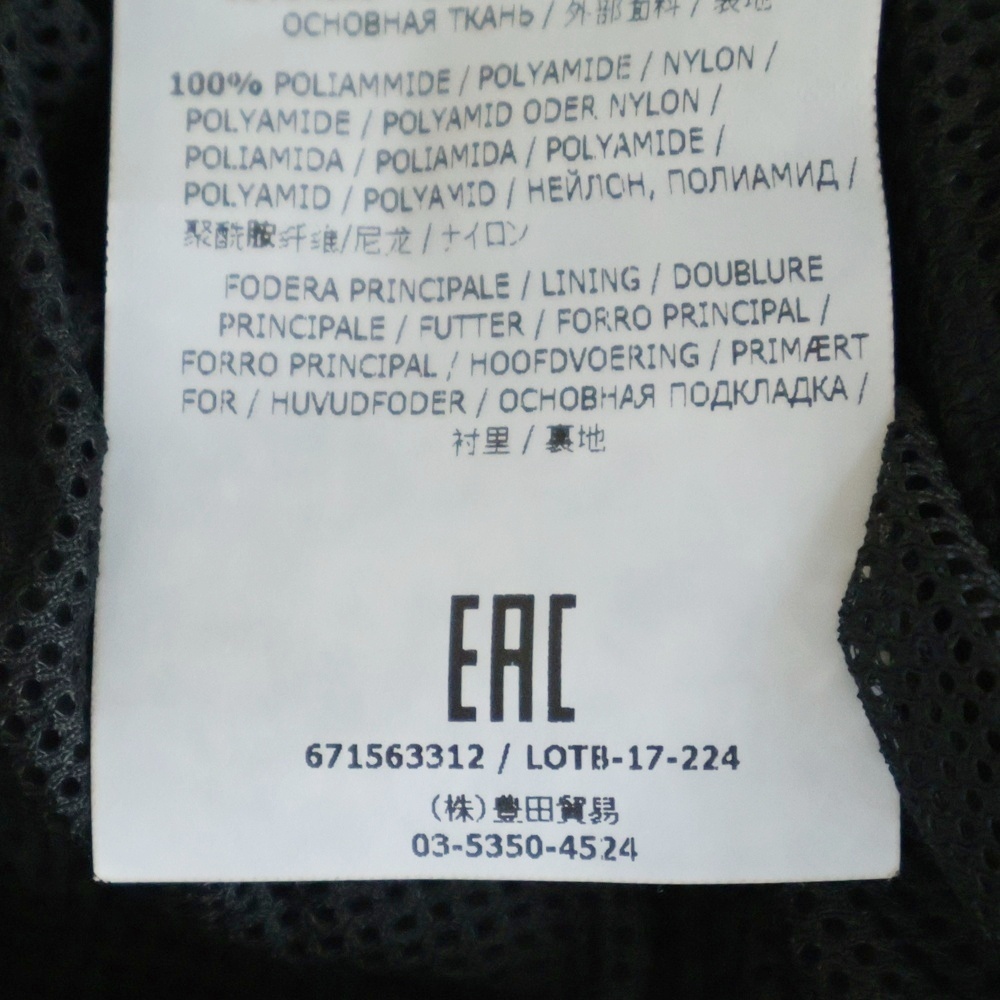 ОСНОВНАЯ ТКАНЬ / 外部面料 / 表地
100% POLIAMMIDE / POLYAMIDE / NYLON /
POLYAMIDE / POLYAMID ODER NYLON /
POLIAMIDA / POLIAMIDA / POLYAMIDE /
POLYAMID / POLYAMID / НЕЙЛОН, ПОЛИАМИД /
聚酰胺纤维/尼龙 / ナイロン
FODERA PRINCIPALE / LINING / DOUBLURE
PRINCIPALE / FUTTER / FORRO PRINCIPAL /
FORRO PRINCIPAL / HOOFDVOERING / PRIMÆRT
FOR / HUVUDFODER / ОСНОВНАЯ ПОДКЛАДКА /
衬里 / 裏地
EAC
671563312 / LOTB-17-224
(株)豊田貿易
03-5350-4524